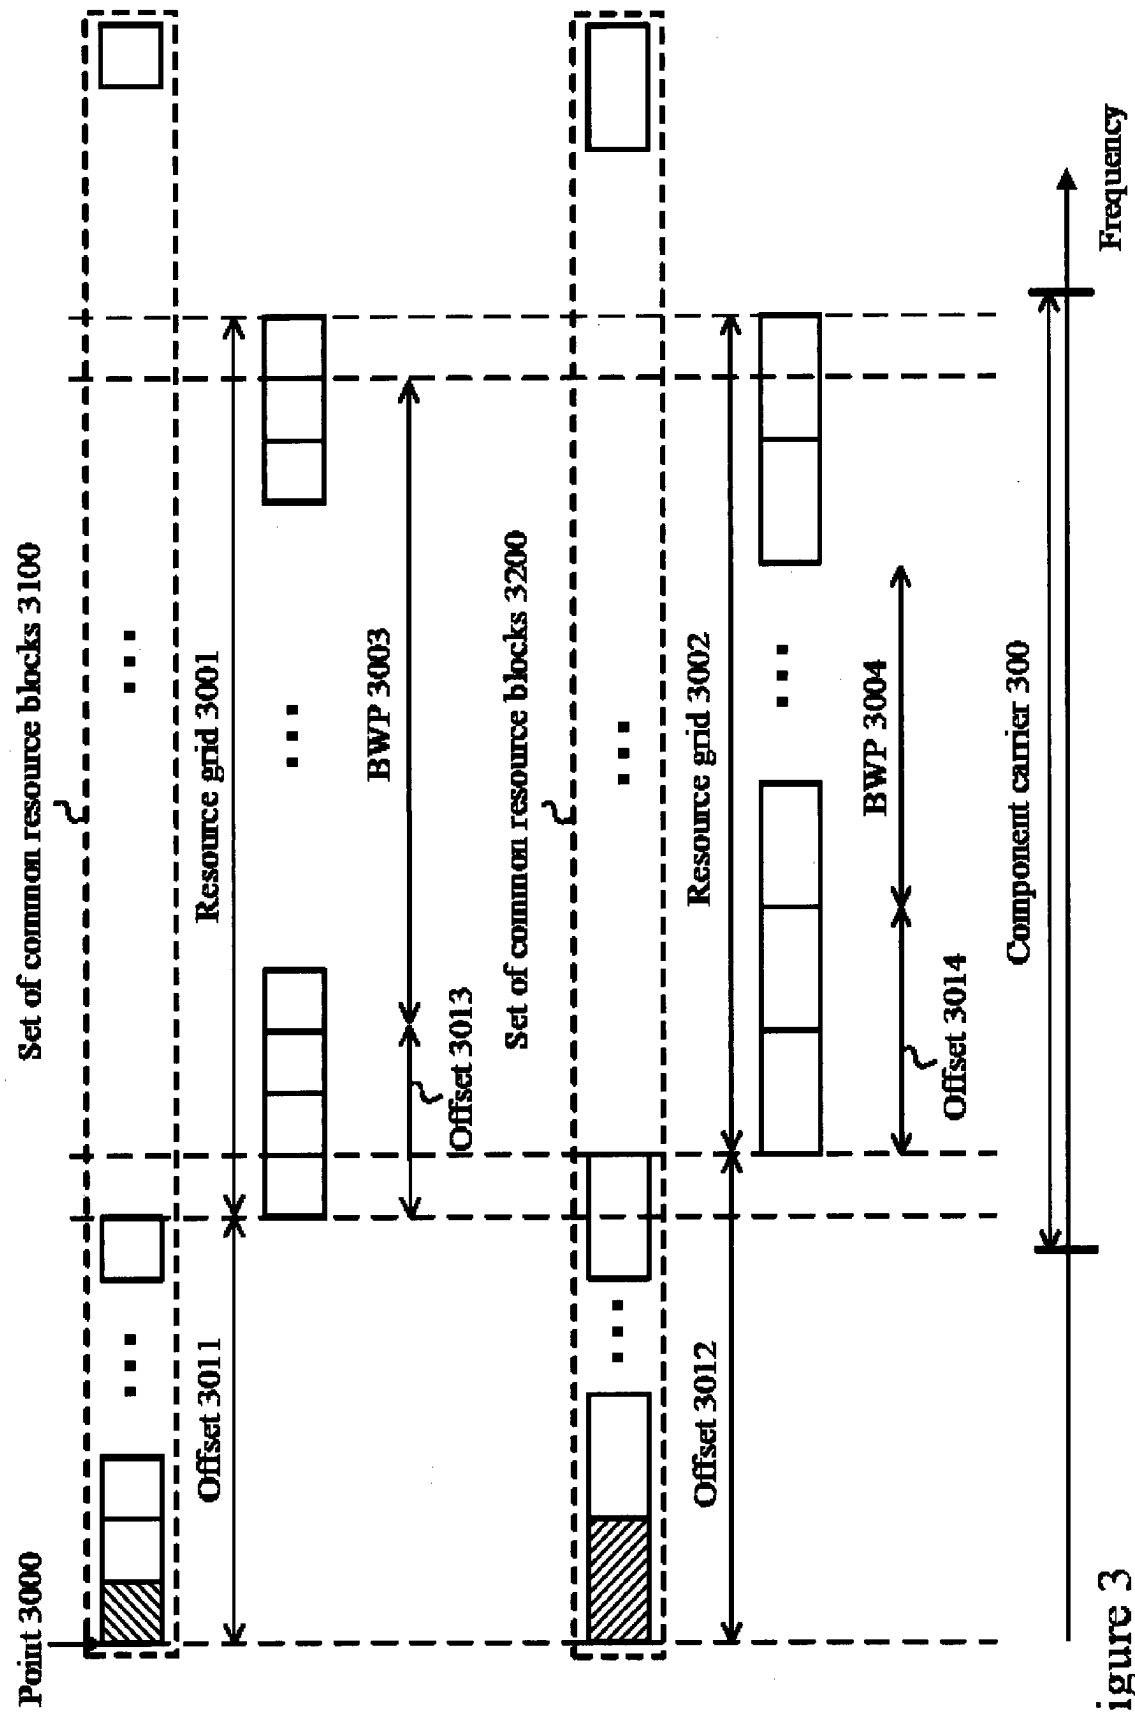 Point 3000
Set of common resource blocks 3100
Offset 3011
Resource grid 3001
Offset 3013
BWP 3003
Set of common resource blocks 3200
Offset 3012
Resource grid 3002
Offset 3014
BWP 3004
Component carrier 300
Frequency
igure 3